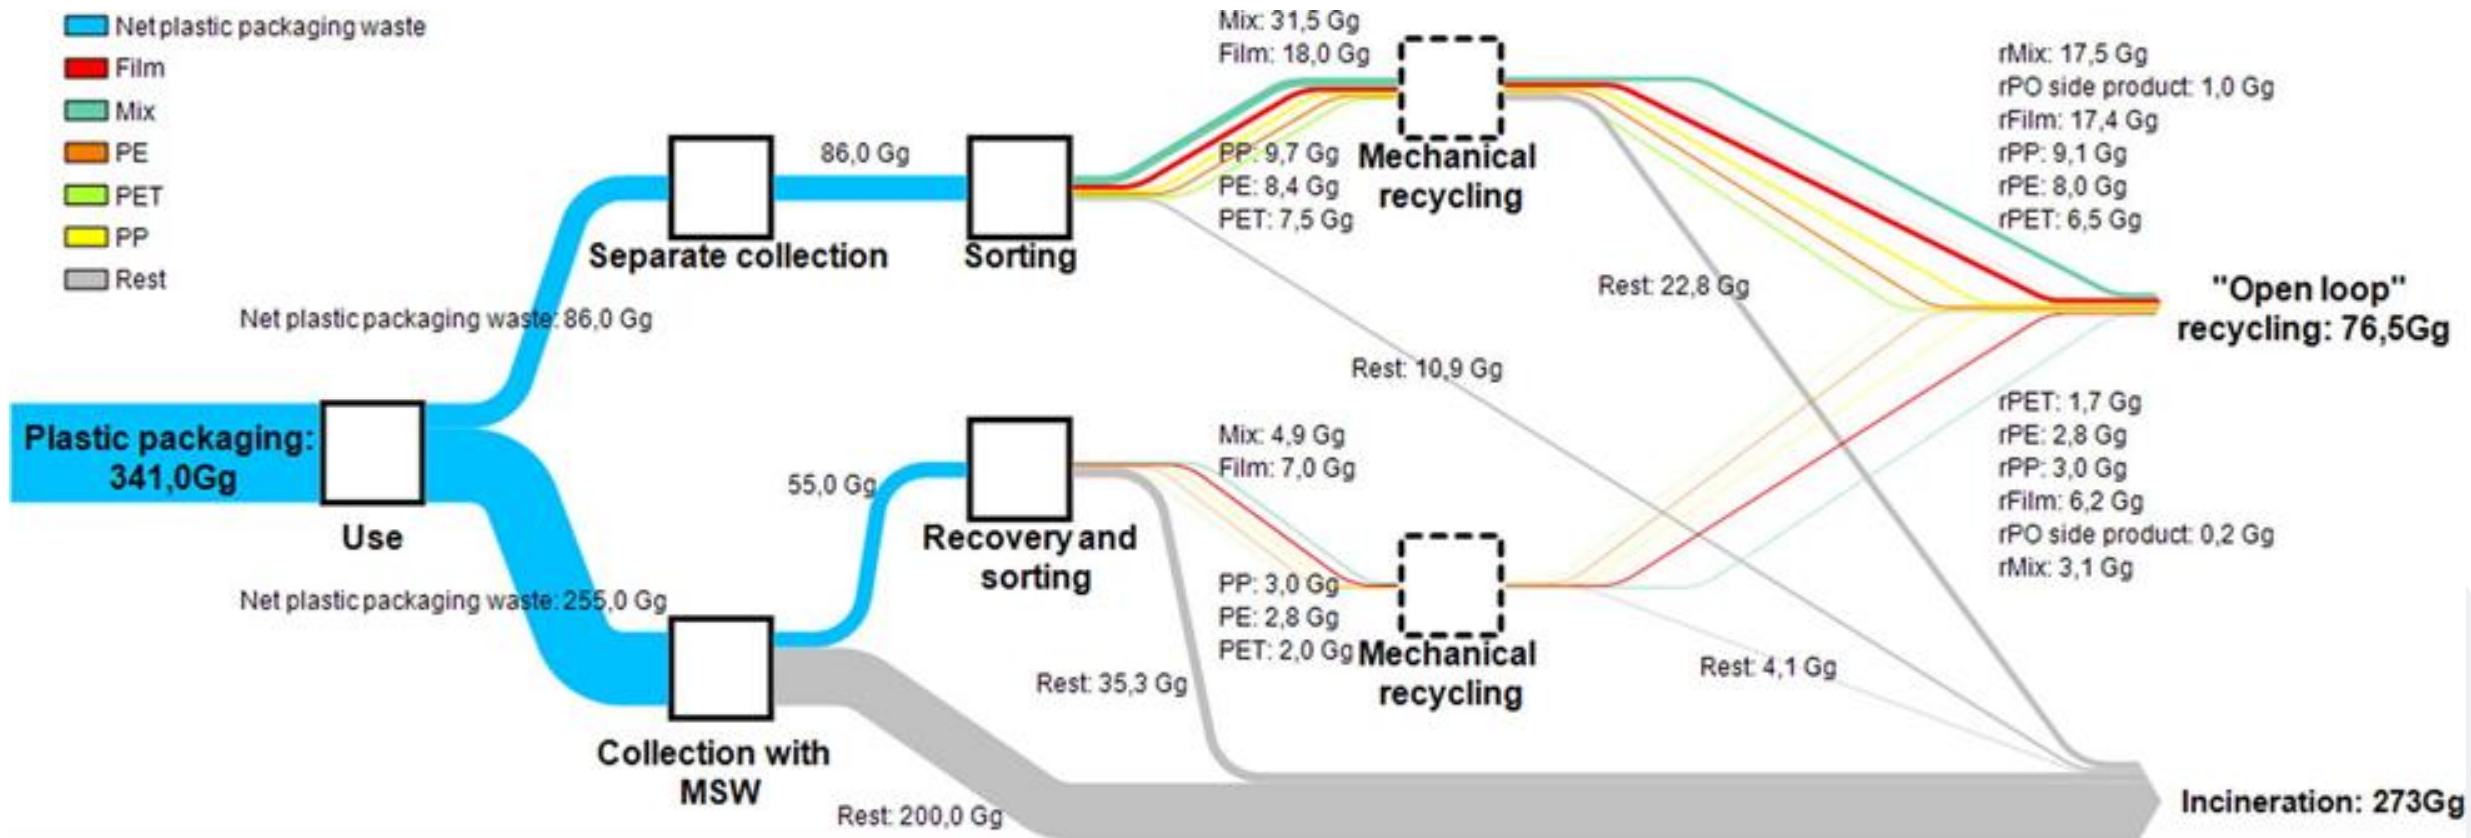 Net plastic packaging waste
Film
Mix
PE
PET
PP
Rest
Plastic packaging:
341,0Gg
Use
Net plastic packaging waste: 86,0 Gg
Net plastic packaging waste: 255,0 Gg
Separate collection
86,0 Gg
Sorting
Collection with
MSW
55,0 Gg
Recovery and
sorting
Rest: 200,0 Gg
Rest: 35,3 Gg
Mix: 31,5 Gg
Film: 18,0 Gg
PP: 9,7 Gg
PE: 8,4 Gg
PET: 7,5 Gg
Mechanical
recycling
Rest: 22,8 Gg
Rest: 10,9 Gg
Mix: 4,9 Gg
Film: 7,0 Gg
PP: 3,0 Gg
PE: 2,8 Gg
PET: 2,0 Gg
Mechanical
recycling
Rest: 4,1 Gg
rMix: 17,5 Gg
rPO side product: 1,0 Gg
rFilm: 17,4 Gg
rPP: 9,1 Gg
rPE: 8,0 Gg
rPET: 6,5 Gg
"Open loop"
recycling: 76,5Gg
rPET: 1,7 Gg
rPE: 2,8 Gg
rPP: 3,0 Gg
rFilm: 6,2 Gg
rPO side product: 0,2 Gg
rMix: 3,1 Gg
Incineration: 273Gg